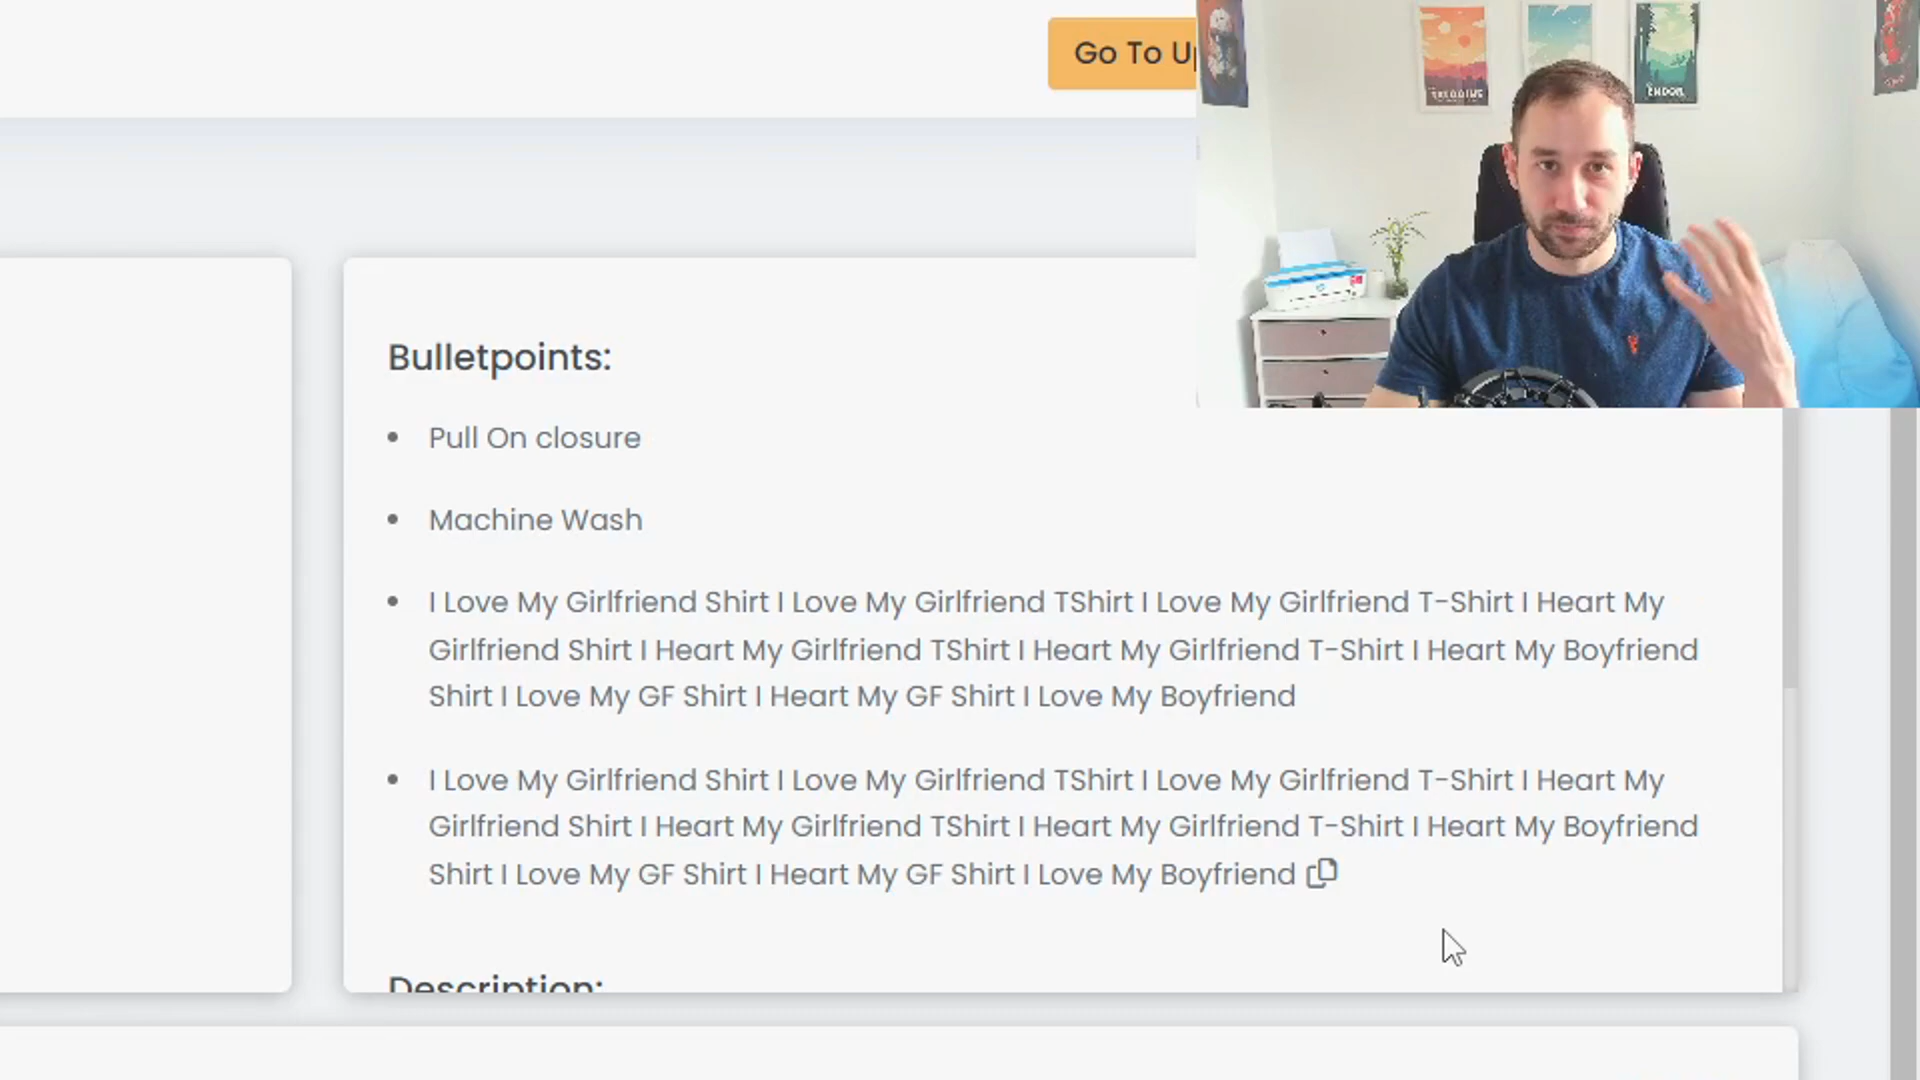 Go To Up
TATOOINE
ENDOR
Bulletpoints:
• Pull On closure
• Machine Wash
• I Love My Girlfriend Shirt I Love My Girlfriend TShirt I Love My Girlfriend T-Shirt I Heart My
Girlfriend Shirt I Heart My Girlfriend TShirt I Heart My Girlfriend T-Shirt I Heart My Boyfriend
Shirt I Love My GF Shirt I Heart My GF Shirt I Love My Boyfriend
• I Love My Girlfriend Shirt I Love My Girlfriend TShirt I Love My Girlfriend T-Shirt I Heart My
Girlfriend Shirt I Heart My Girlfriend TShirt I Heart My Girlfriend T-Shirt I Heart My Boyfriend
Shirt I Love My GF Shirt I Heart My GF Shirt I Love My Boyfriend
Description: